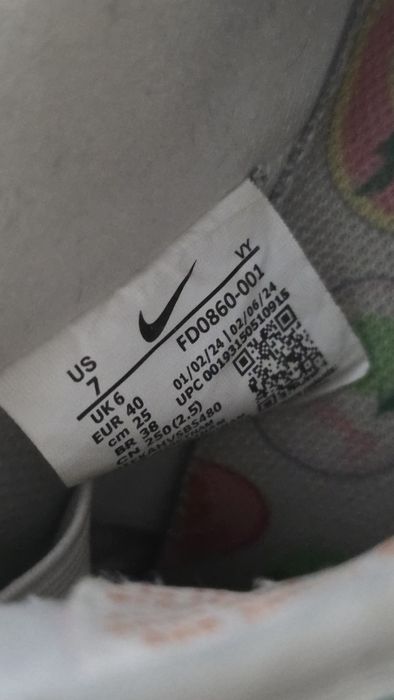 VY
US
7
UK 6
EUR 40
cm 25
BR 38
CN 250(2.5)
FD0860-001
01/02/24 | 02/06/24
UPC 00193150510915